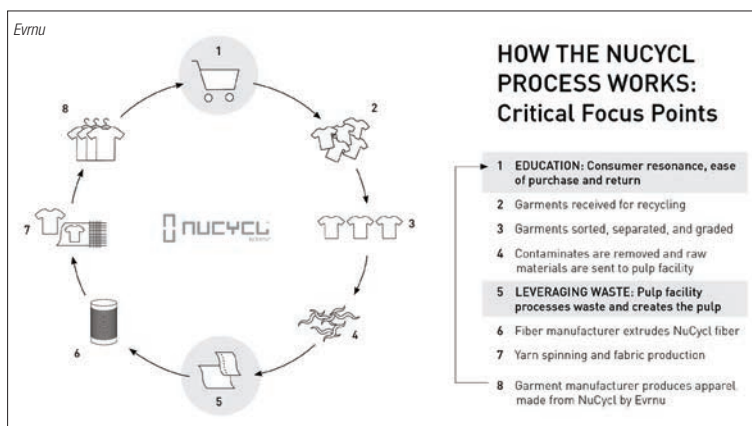 Evrnu
1
2
3
4
5
6
7
8
NUCYCL
HOW THE NUCYCL
PROCESS WORKS:
Critical Focus Points
1 EDUCATION: Consumer resonance, ease
of purchase and return
2 Garments received for recycling
3 Garments sorted, separated, and graded
4 Contaminates are removed and raw
materials are sent to pulp facility
5 LEVERAGING WASTE: Pulp facility
processes waste and creates the pulp
6 Fiber manufacturer extrudes NuCycl fiber
7 Yarn spinning and fabric production
8 Garment manufacturer produces apparel
made from NuCycl by Evrnu